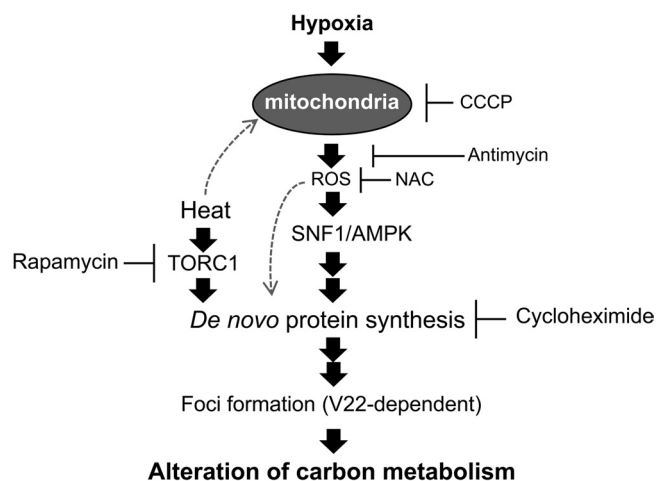 Hypoxia
mitochondria
CCCP
Antimycin
ROS
NAC
Heat
SNF1/AMPK
Rapamycin
TORC1
De novo protein synthesis
Cycloheximide
Foci formation (V22-dependent)
Alteration of carbon metabolism